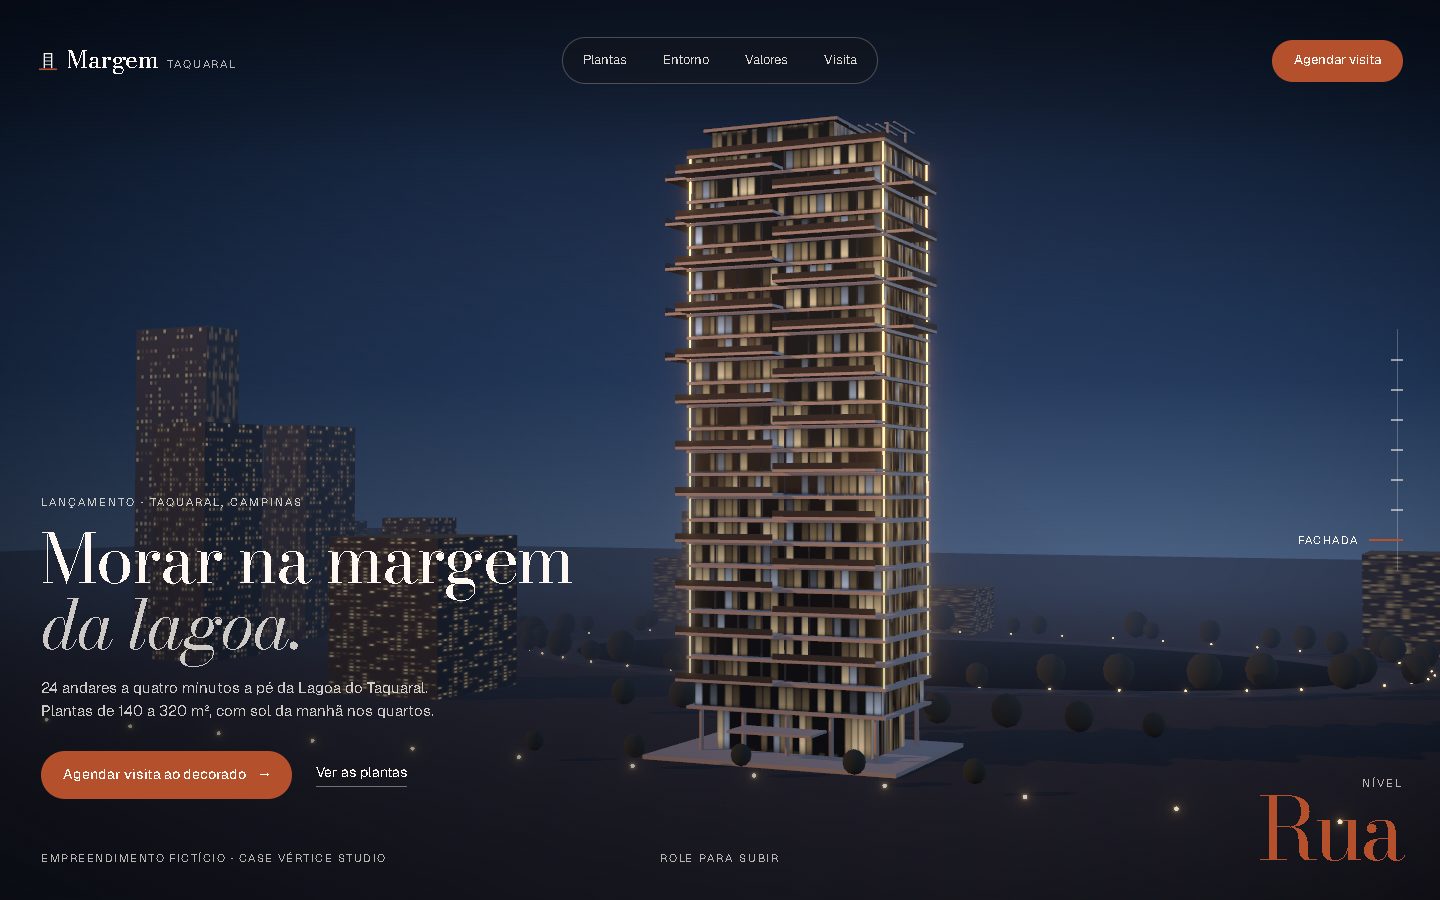 Margem TAQUARAL
Plantas Entorno Valores Visita
Agendar visita
LANÇAMENTO · TAQUARAL, CAMPINAS
Morar na margem
da lagoa.
24 andares a quatro minutos a pé da Lagoa do Taquaral.
Plantas de 140 a 320 m², com sol da manhã nos quartos.
Agendar visita ao decorado →
Ver as plantas
FACHADA
NÍVEL
Rua
EMPREENDIMENTO FICTÍCIO · CASE VÉRTICE STUDIO
ROLE PARA SUBIR